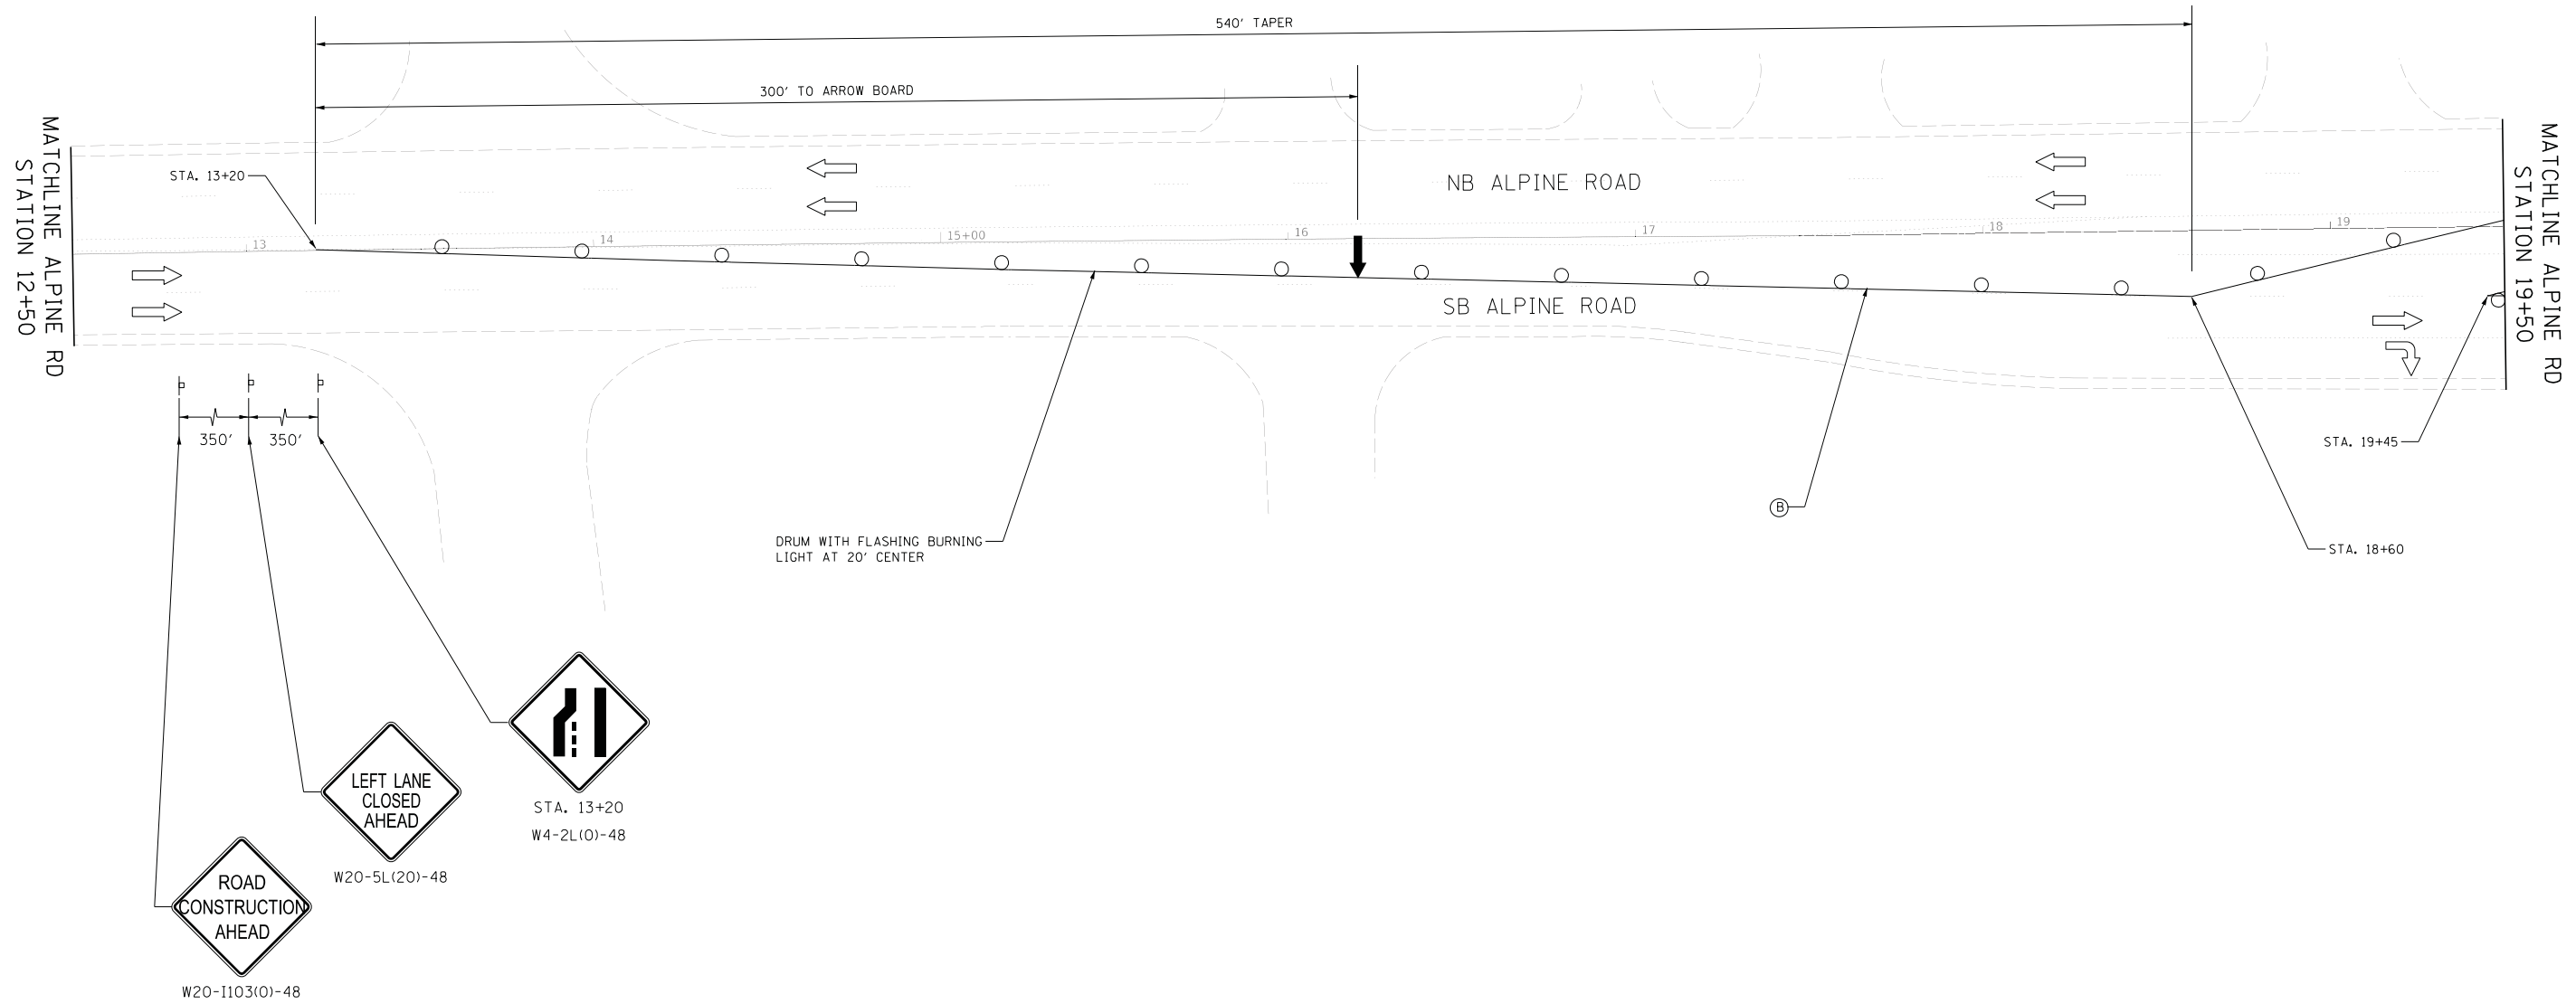 540' TAPER
300' TO ARROW BOARD
MATCHLINE ALPINE RD
STATION 12+50
MATCHLINE ALPINE RD
STATION 19+50
STA. 13+20
NB ALPINE ROAD
13
14
15+00
16
17
18
19
SB ALPINE ROAD
350'
350'
STA. 19+45
B
DRUM WITH FLASHING BURNING
LIGHT AT 20' CENTER
STA. 18+60
STA. 13+20
W4-2L(O)-48
LEFT LANE
CLOSED
AHEAD
W20-5L(20)-48
ROAD
CONSTRUCTION
AHEAD
W20-I103(O)-48